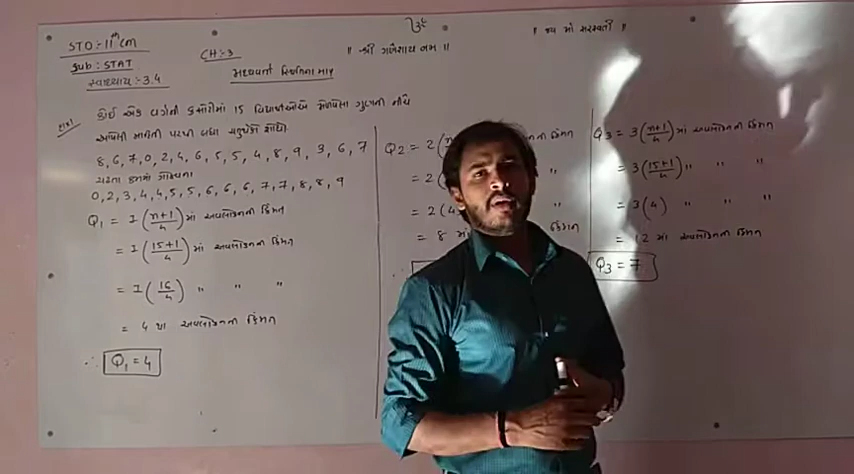 STD:- 11th cm
Sub : STAT
સ્વાધ્યાય :- 3.4
CH:- 3
મધ્યવર્તી સ્થિતિના માપ
॥ શ્રી ગણેશાય નમઃ ॥
ૐ
॥ જય માઁ સરસ્વતી ॥
કોઈ એક વર્ગની કસોટીમાં 15 વિદ્યાર્થીઓએ મેળવેલા ગુણની નીચે
આપેલી માહિતી પરથી બધા ચતુર્થકો શોધો
8, 6, 7, 0, 2, 4, 6, 5, 5, 4, 8, 9, 3, 6, 7
ચડતા ક્રમમાં ગોઠવતા
0, 2, 3, 4, 4, 5, 5, 6, 6, 6, 7, 7, 8, 8, 9
Q1 = 1(n+1/4) માં અવલોકનની કિંમત
= 1(15+1/4) માં અવલોકનની કિંમત
= 1(16/4) " " "
= 4 થા અવલોકનની કિંમત
∴ Q1 = 4
Q2 = 2(
કિંમત
= 2(
= 2(4
= 8 માં
કિંમત
Q3 = 3(n+1/4) માં અવલોકનની કિંમત
= 3(15+1/4) " " "
= 3(4) " " "
= 12 માં અવલોકનની કિંમત
Q3 = 7